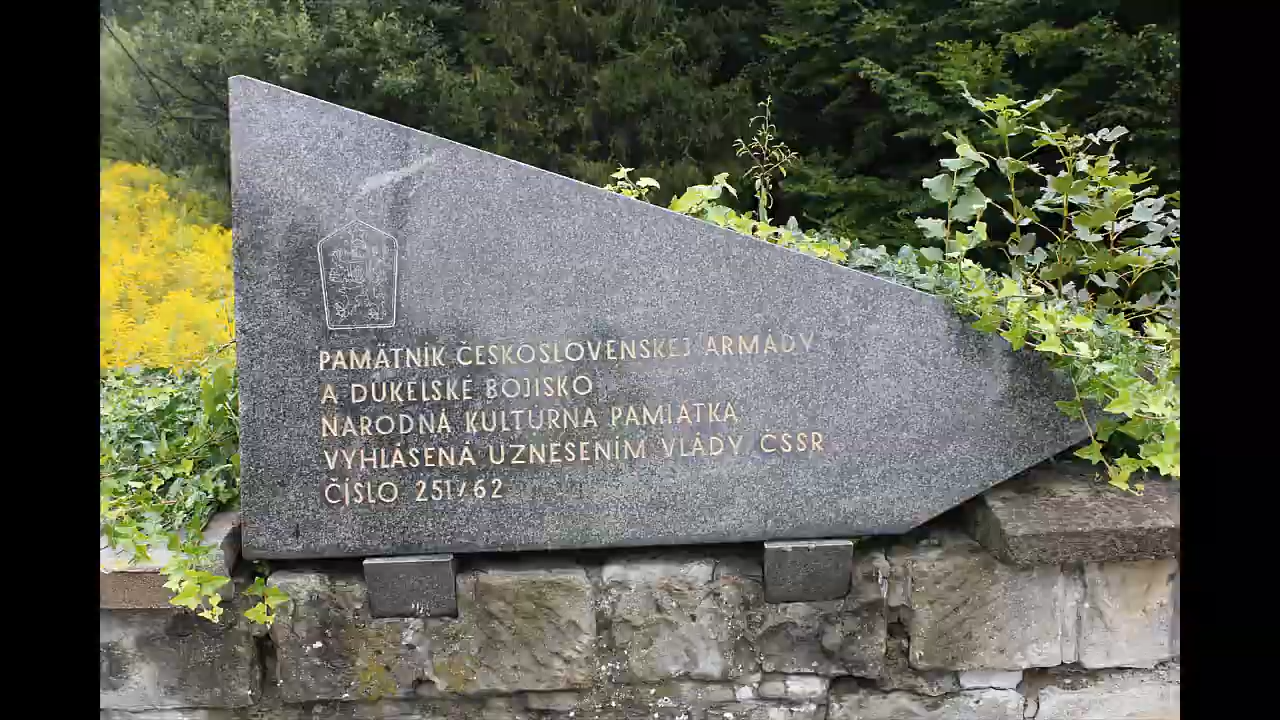 PAMÄTNÍK ČESKOSLOVENSKEJ ARMÁDY
A DUKELSKÉ BOJISKO
NÁRODNÁ KULTÚRNA PAMIATKA
VYHLÁSENÁ UZNESENÍM VLÁDY ČSSR
ČÍSLO 251/62